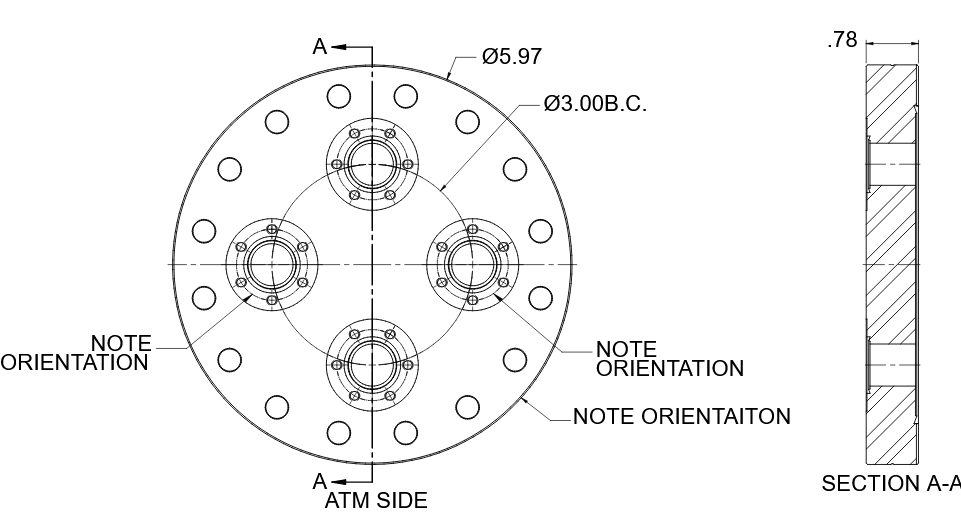 A
Ø5.97
.78
Ø3.00B.C.
NOTE
ORIENTATION
NOTE
ORIENTATION
NOTE ORIENTAITON
A
ATM SIDE
SECTION A-A